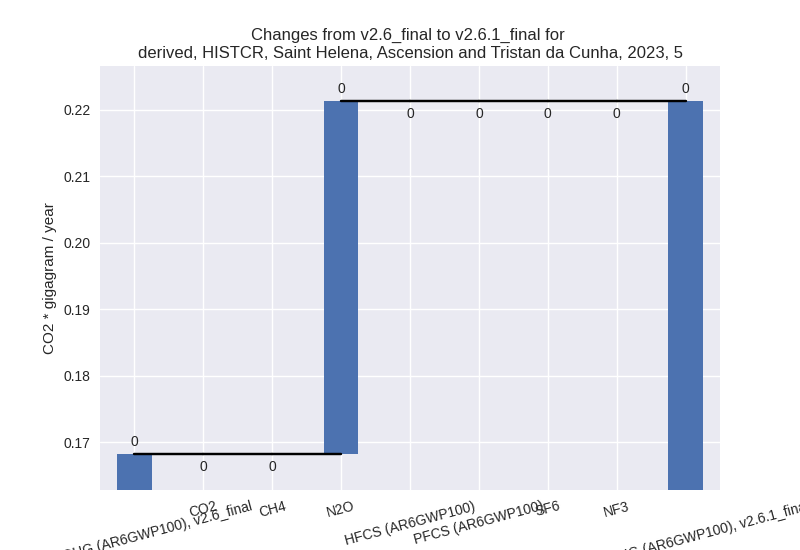 Changes from v2.6_final to v2.6.1_final for
derived, HISTCR, Saint Helena, Ascension and Tristan da Cunha, 2023, 5
CO2 * gigagram / year
0.22
0.21
0.20
0.19
0.18
0.17
0
0
0
0
0
0
0
0
0
(AR6GWP100), v2.6_final
CO2
CH4
N2O
HFCS (AR6GWP100)
PFCS (AR6GWP100)
SF6
NF3
(AR6GWP100), v2.6.1_final